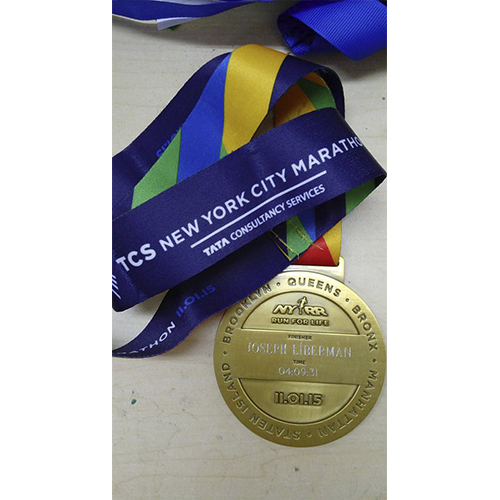 TCS NEW YORK CITY MARATHON
TATA CONSULTANCY SERVICES
11.01.15
BROOKLYN • QUEENS • BRONX • MANHATTAN • STATEN ISLAND •
NYRR
RUN FOR LIFE
FINISHER
JOSEPH LIBERMAN
TIME
04:09:31
11.01.15